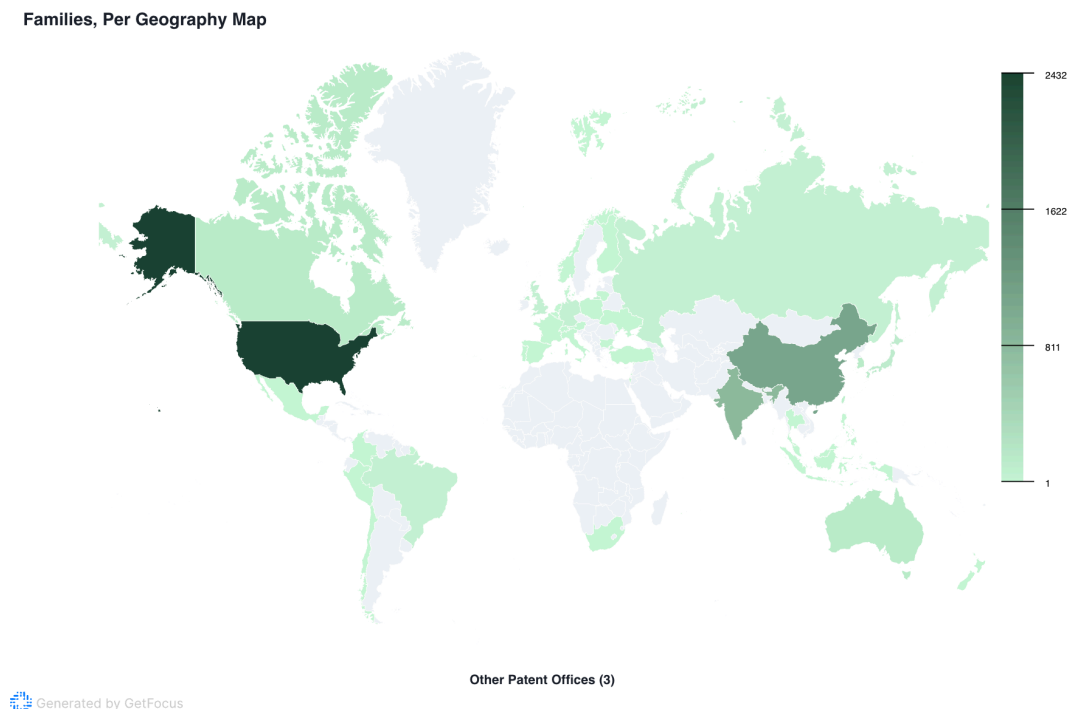 Families, Per Geography Map
2432
1622
811
1
Other Patent Offices (3)
Generated by GetFocus